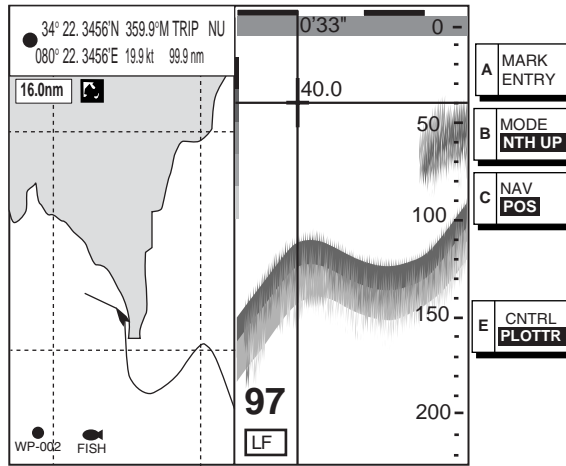 34° 22. 3456'N 359.9°M TRIP NU
080° 22. 3456'E 19.9 kt 99.9 nm
16.0nm
WP-002 FISH
0'33"
0
40.0
50
100
150
200
97
LF
A MARK ENTRY
B MODE NTH UP
C NAV POS
E CNTRL PLOTTR